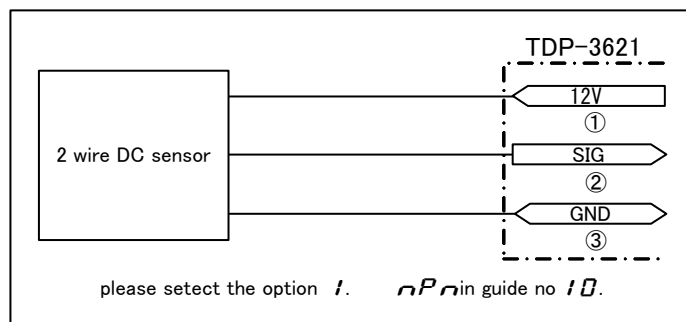 TDP-3621
12V
①
2 wire DC sensor
SIG
②
GND
③
please setect the option 1. nPn in guide no 10.